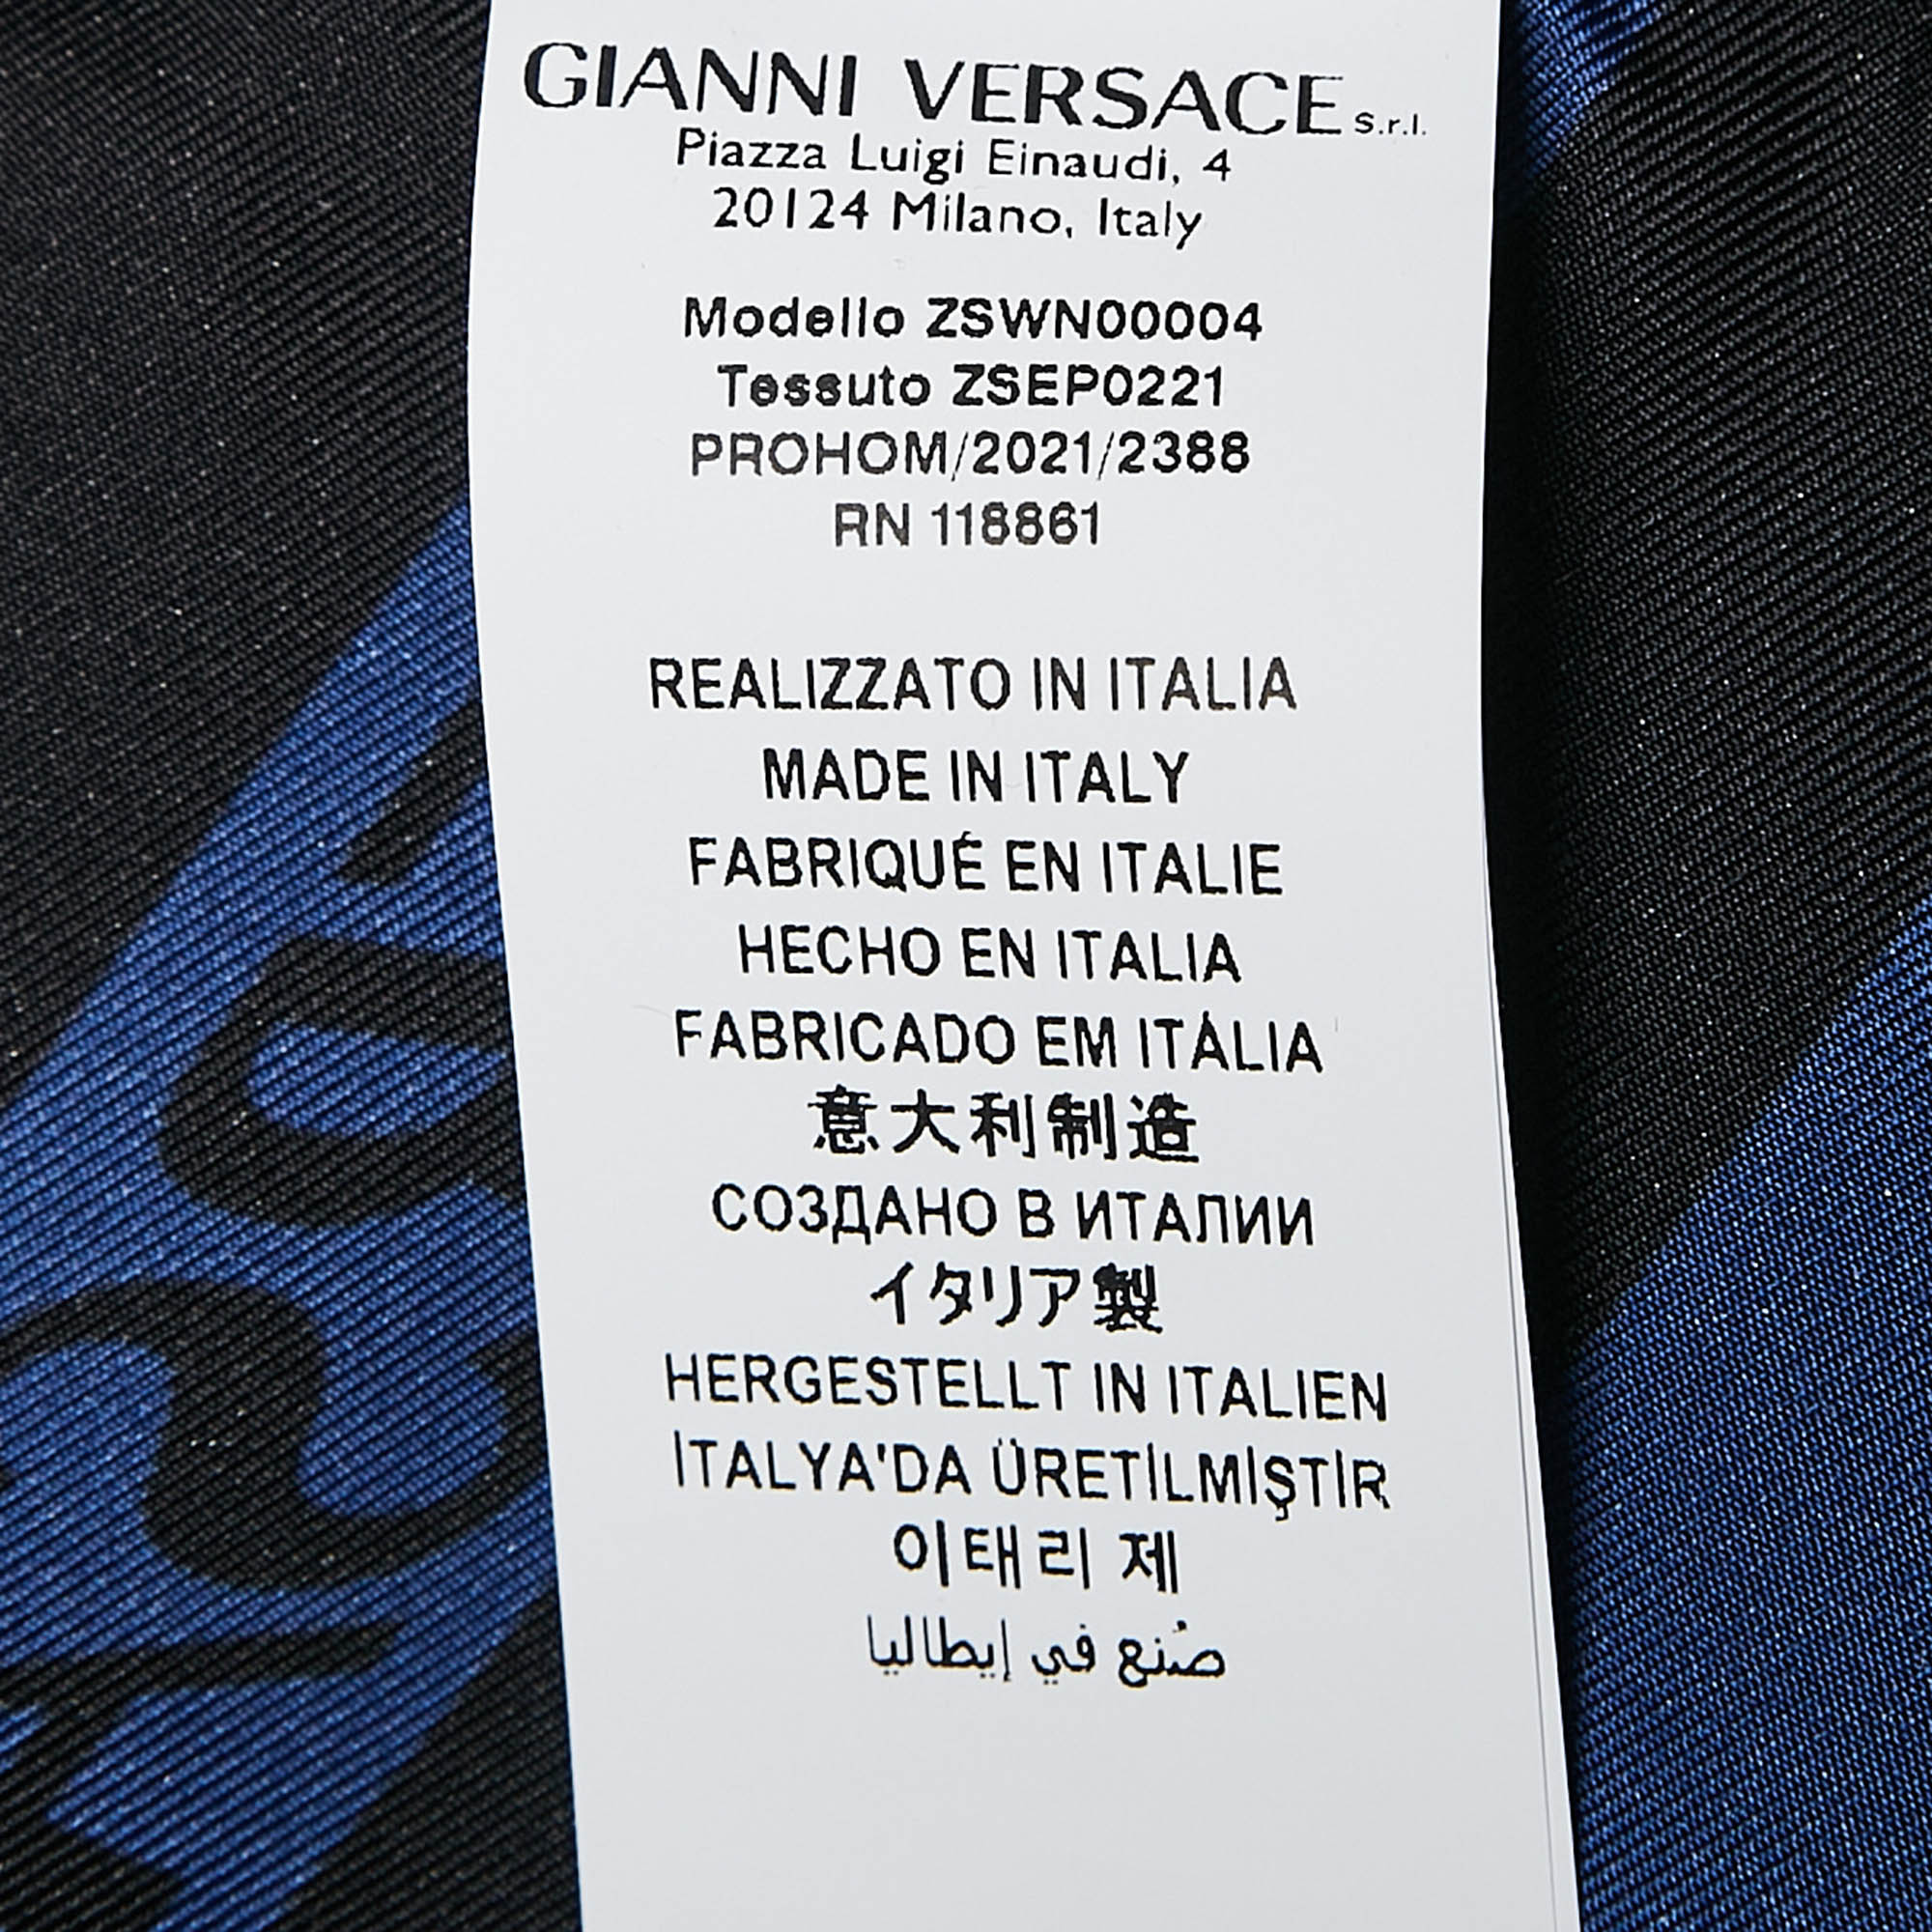 GIANNI VERSACE s.r.l.
Piazza Luigi Einaudi, 4
20124 Milano, Italy
Modello ZSWN00004
Tessuto ZSEP0221
PROHOM/2021/2388
RN 118861
REALIZZATO IN ITALIA
MADE IN ITALY
FABRIQUÉ EN ITALIE
HECHO EN ITALIA
FABRICADO EM ITÁLIA
意大利制造
СОЗДАНО В ИТАЛИИ
イタリア製
HERGESTELLT IN ITALIEN
İTALYA'DA ÜRETİLMİŞTİR
이태리 제
صُنع في إيطاليا